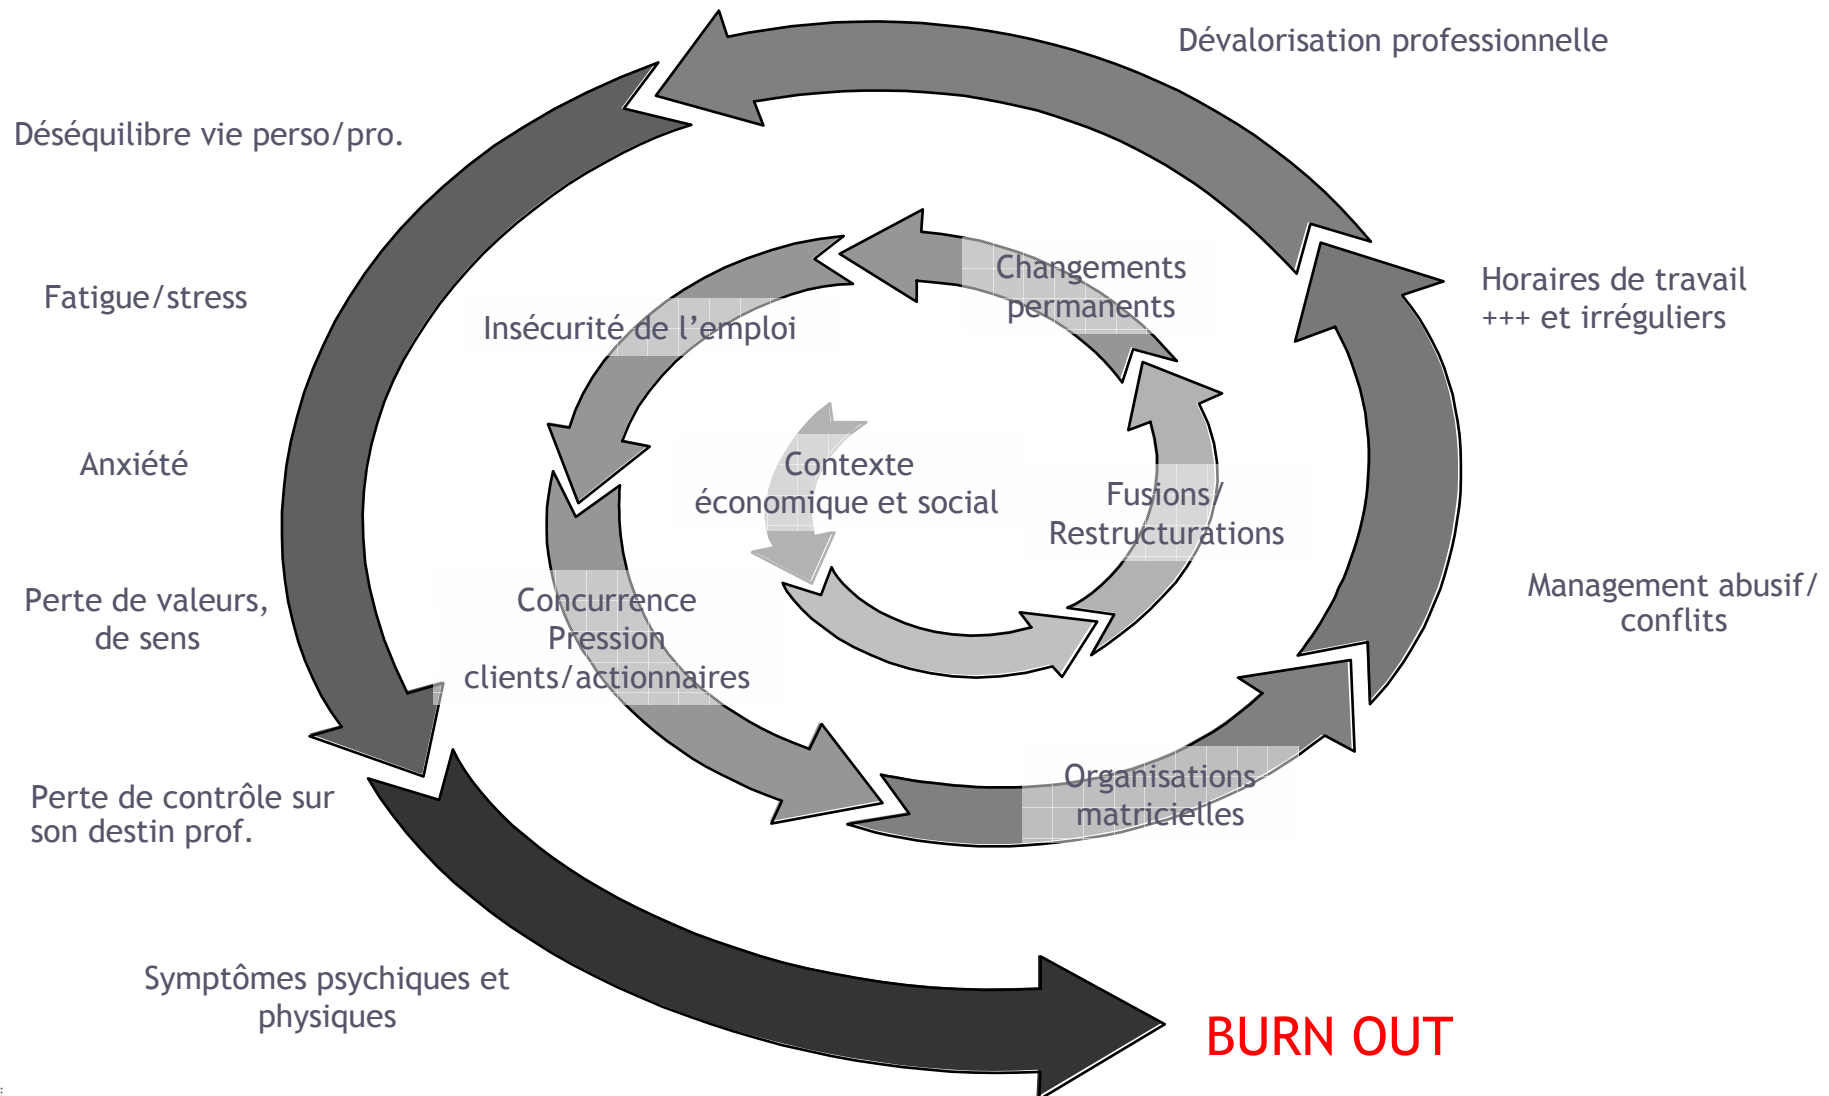 Dévalorisation professionnelle
Déséquilibre vie perso/pro.
Changements
permanents
Horaires de travail
+++ et irréguliers
Fatigue/stress
Insécurité de l’emploi
Anxiété
Contexte
économique et social
Fusions/
Restructurations
Management abusif/
conflits
Perte de valeurs,
de sens
Concurrence
Pression
clients/actionnaires
Organisations
matricielles
Perte de contrôle sur
son destin prof.
Symptômes psychiques et
physiques
BURN OUT